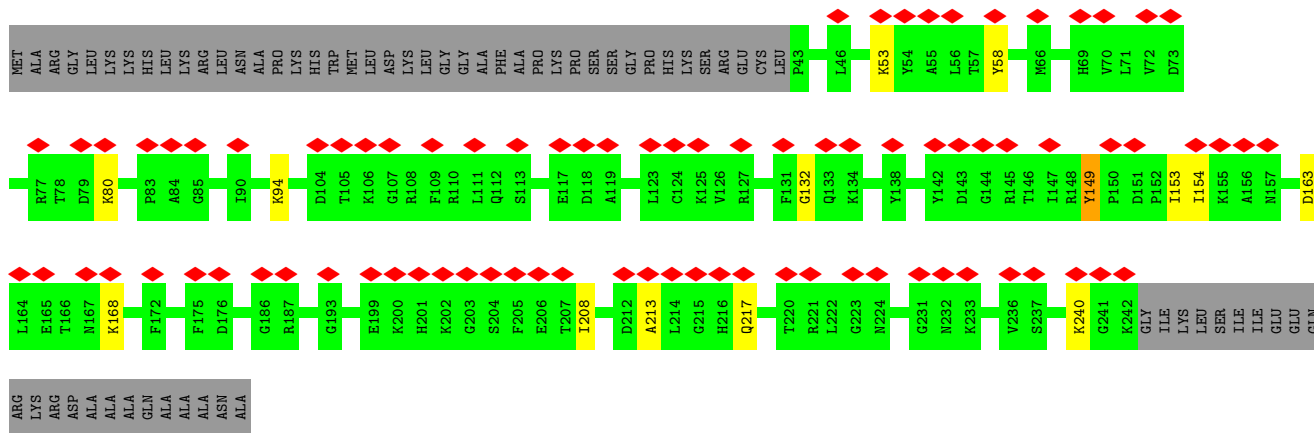 MET ALA ARG GLY LEU LYS LYS HIS LEU LYS ARG LEU ASN ALA PRO LYS HIS TRP MET LEU ASP LYS LEU GLY GLY ALA PHE ALA PRO LYS PRO SER SER GLY PRO HIS LYS SER ARG GLU CYS LEU P43 L46 K53 Y54 A55 L56 T57 Y58 M66 H69 V70 L71 V72 D73
R77 T78 D79 K80 P83 A84 G85 I90 K94 D104 T105 K106 G107 R108 F109 R110 L111 Q112 S113 E117 D118 A119 L123 C124 K125 V126 R127 F131 G132 Q133 K134 Y138 Y142 D143 G144 R145 T146 I147 R148 Y149 P150 D151 P152 I153 I154 K155 A156 N157 D163
L164 E165 T166 N167 K168 F172 F175 D176 G186 R187 G193 E199 K200 H201 K202 G203 S204 F205 E206 T207 I208 D212 A213 L214 G215 H216 Q217 T220 R221 L222 G223 N224 G231 N232 K233 V236 S237 K240 G241 K242 GLY ILE LYS LEU SER ILE ILE GLU GLU GLN
ARG LYS ARG ASP ALA ALA ALA GLN ALA ALA ALA ASN ALA